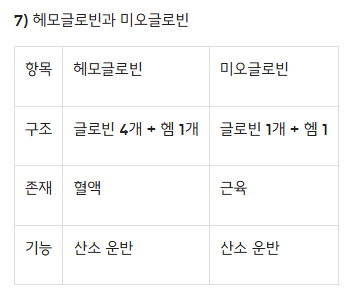 7) 헤모글로빈과 미오글로빈
항목 헤모글로빈 미오글로빈
구조 글로빈 4개 + 헴 1개 글로빈 1개 + 헴 1
존재 혈액 근육
기능 산소 운반 산소 운반